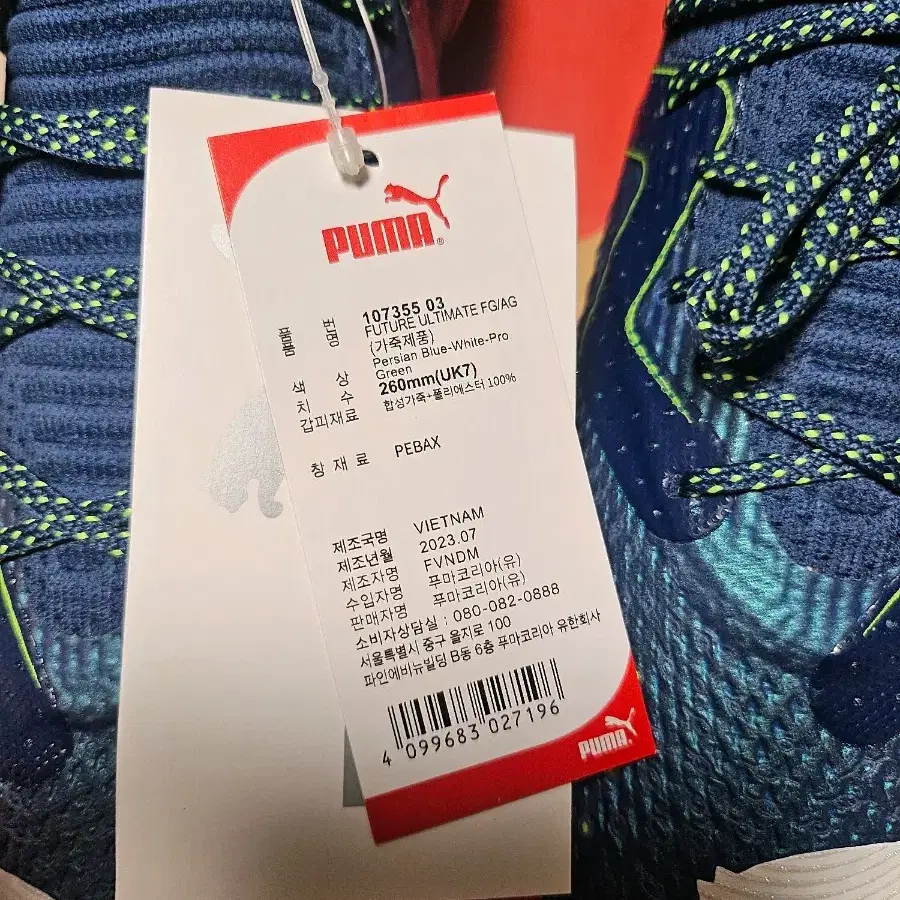 PUMA
품 번 107355 03
품 명 FUTURE ULTIMATE FG/AG
(가죽제품)
색 상 Persian Blue-White-Pro
Green
치 수 260mm(UK7)
갑피재료 합성가죽+폴리에스터 100%
창 재 료 PEBAX
제조국명 VIETNAM
제조년월 2023.07
제조자명 FVNDM
수입자명 푸마코리아(유)
판매자명 푸마코리아(유)
소비자상담실 : 080-082-0888
서울특별시 중구 을지로 100
파인에비뉴빌딩 B동 6층 푸마코리아 유한회사
4 099683 027196
PUMA